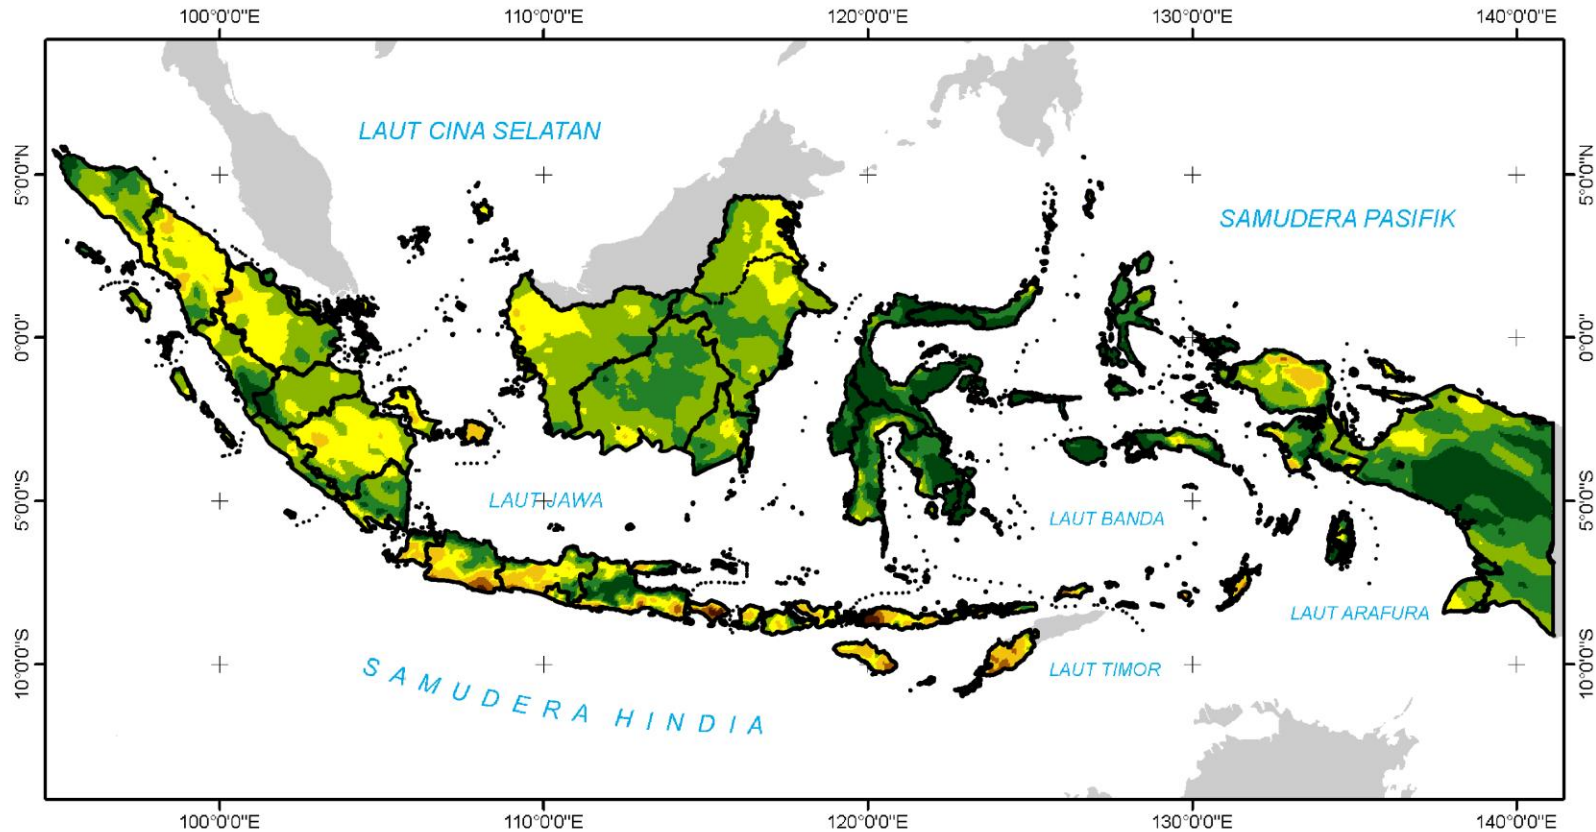 100°0'0"E 110°0'0"E 120°0'0"E 130°0'0"E 140°0'0"E
LAUT CINA SELATAN
5°0'0"N 5°0'0"N
SAMUDERA PASIFIK
0°0'0" 0°0'0"
LAUT JAWA
5°0'0"S 5°0'0"S
LAUT BANDA
LAUT ARAFURA
10°0'0"S 10°0'0"S
LAUT TIMOR
SAMUDERA HINDIA
100°0'0"E 110°0'0"E 120°0'0"E 130°0'0"E 140°0'0"E